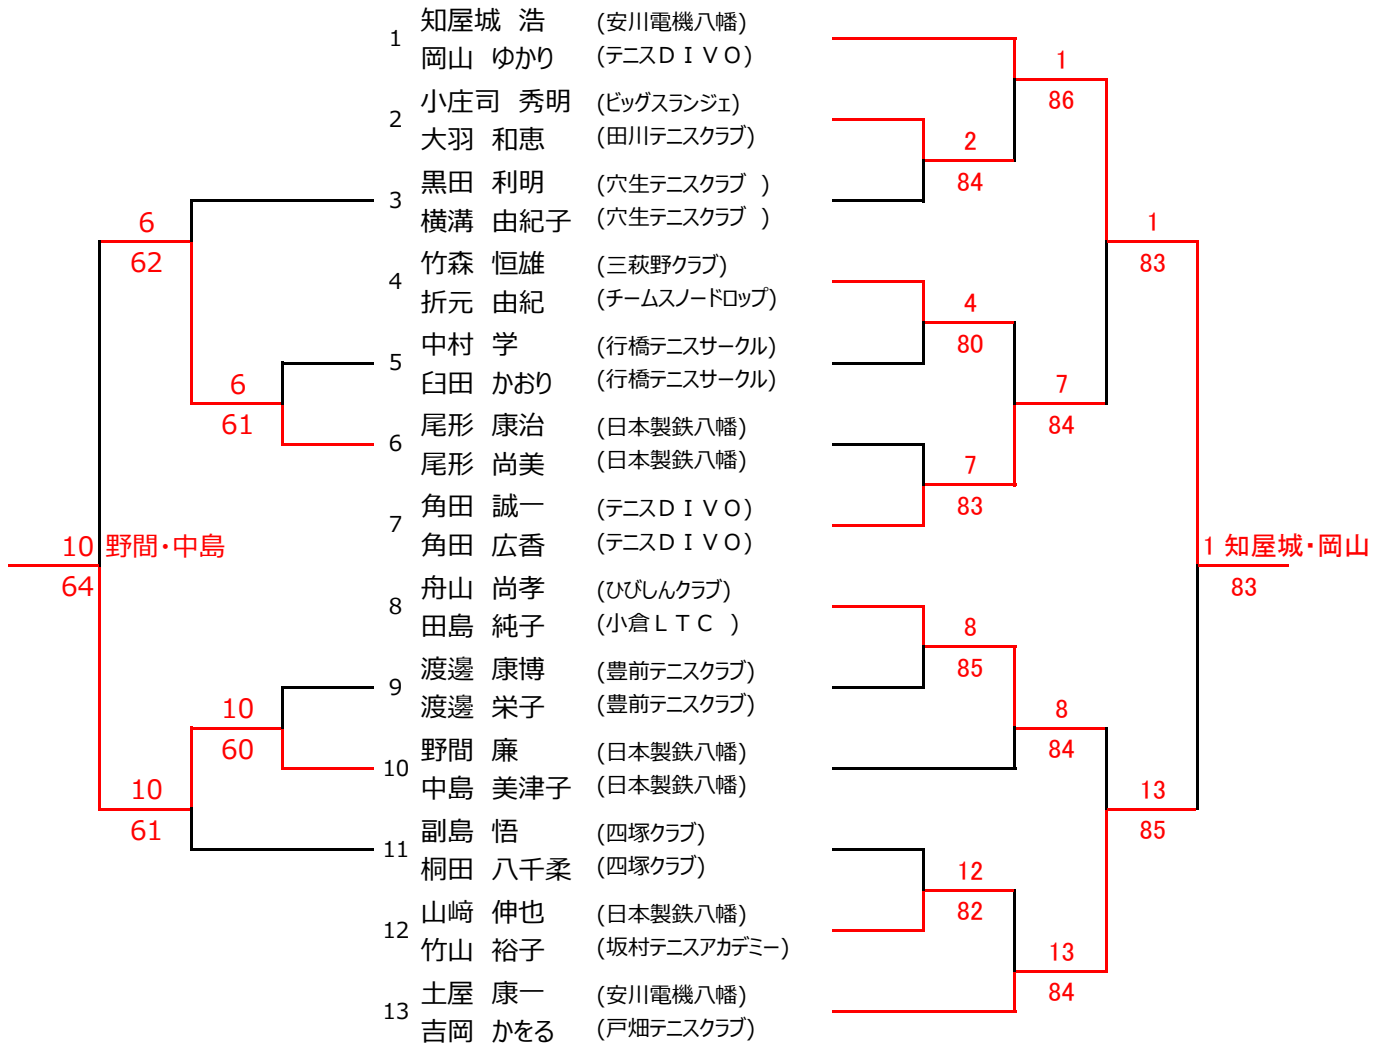 知屋城 浩 (安川電機八幡)
1
岡山 ゆかり (テニスＤＩＶＯ)
1
86
小庄司 秀明 (ビッグスランジェ)
2
大羽 和恵 (田川テニスクラブ)
2
84
黒田 利明 (穴生テニスクラブ )
3
横溝 由紀子 (穴生テニスクラブ )
6
62
1
83
竹森 恒雄 (三萩野クラブ)
4
折元 由紀 (チームスノードロップ)
4
80
中村 学 (行橋テニスサークル)
5
臼田 かおり (行橋テニスサークル)
6
61
7
84
尾形 康治 (日本製鉄八幡)
6
尾形 尚美 (日本製鉄八幡)
7
83
角田 誠一 (テニスＤＩＶＯ)
7
角田 広香 (テニスＤＩＶＯ)
10 野間・中島
64
1 知屋城・岡山
83
舟山 尚孝 (ひびしんクラブ)
8
田島 純子 (小倉ＬＴＣ )
8
85
渡邊 康博 (豊前テニスクラブ)
9
渡邊 栄子 (豊前テニスクラブ)
10
60
8
84
野間 廉 (日本製鉄八幡)
10
中島 美津子 (日本製鉄八幡)
10
61
13
85
副島 悟 (四塚クラブ)
11
桐田 八千柔 (四塚クラブ)
12
82
山﨑 伸也 (日本製鉄八幡)
12
竹山 裕子 (坂村テニスアカデミー)
13
84
土屋 康一 (安川電機八幡)
13
吉岡 かをる (戸畑テニスクラブ)